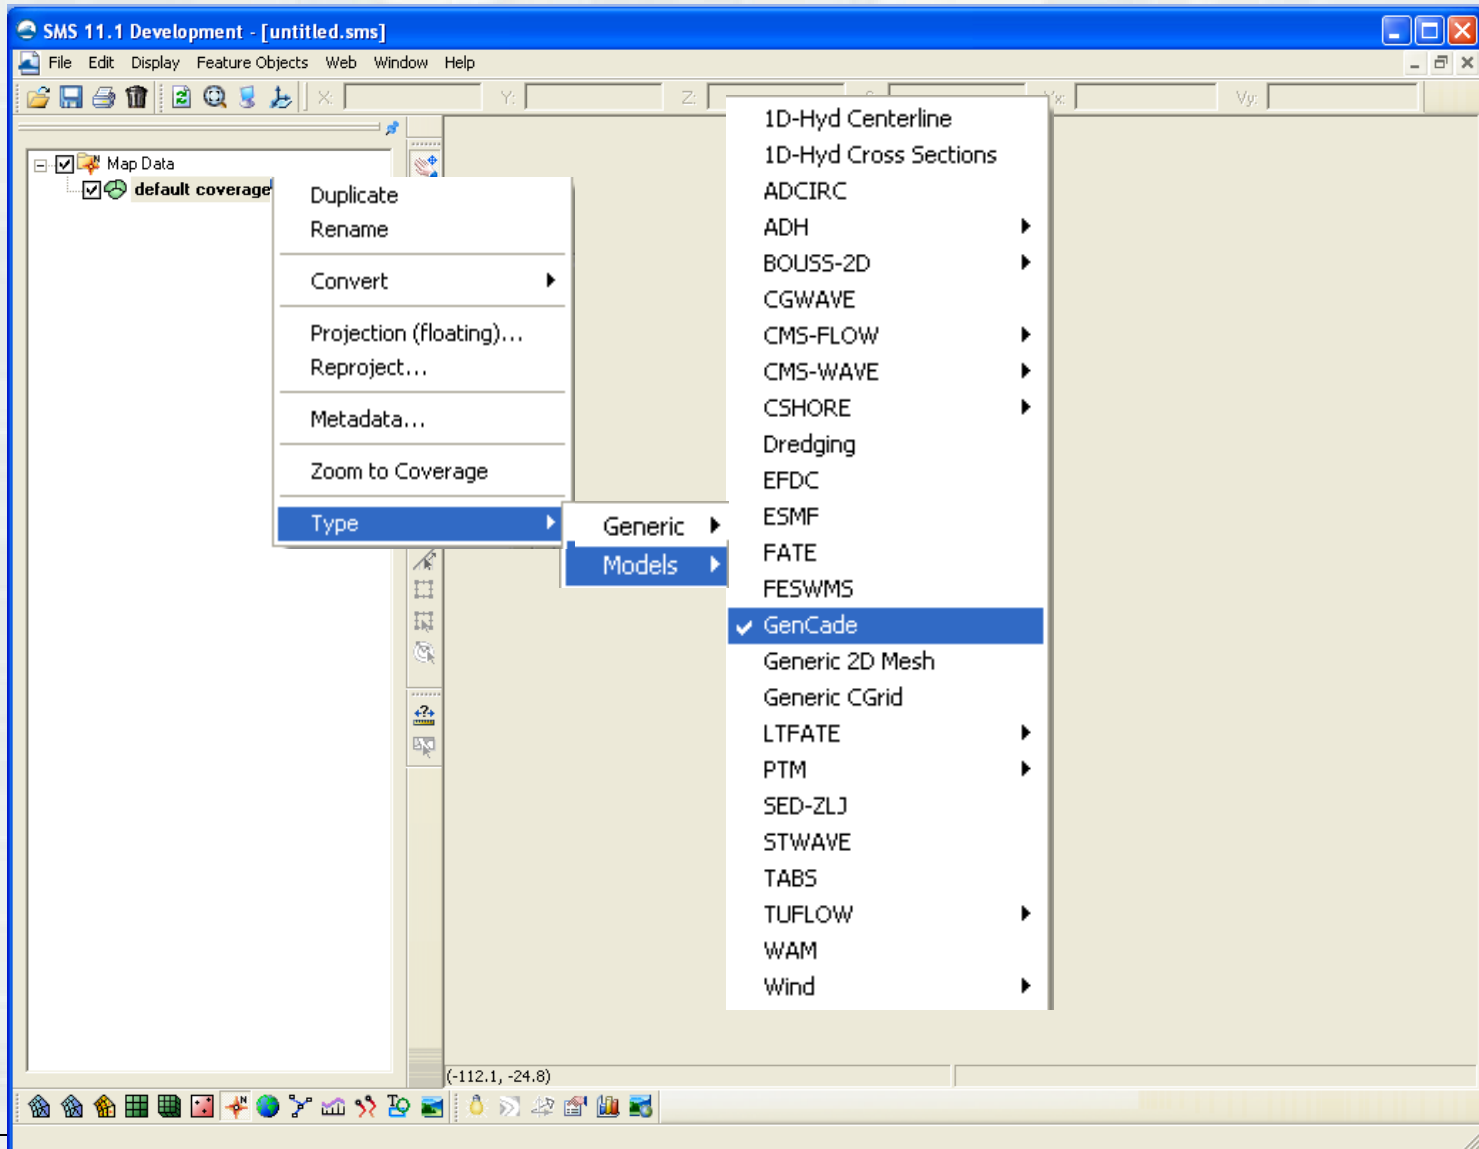 SMS 11.1 Development - [untitled.sms]
File Edit Display Feature Objects Web Window Help
X: Y: Z: Vx: Vy:
Map Data
default coverage
Duplicate
Rename
Convert
Projection (floating)...
Reproject...
Metadata...
Zoom to Coverage
Type
Generic
Models
1D-Hyd Centerline
1D-Hyd Cross Sections
ADCIRC
ADH
BOUSS-2D
CGWAVE
CMS-FLOW
CMS-WAVE
CSHORE
Dredging
EFDC
ESMF
FATE
FESWMS
GenCade
Generic 2D Mesh
Generic CGrid
LTFATE
PTM
SED-ZLJ
STWAVE
TABS
TUFLOW
WAM
Wind
(-112.1, -24.8)